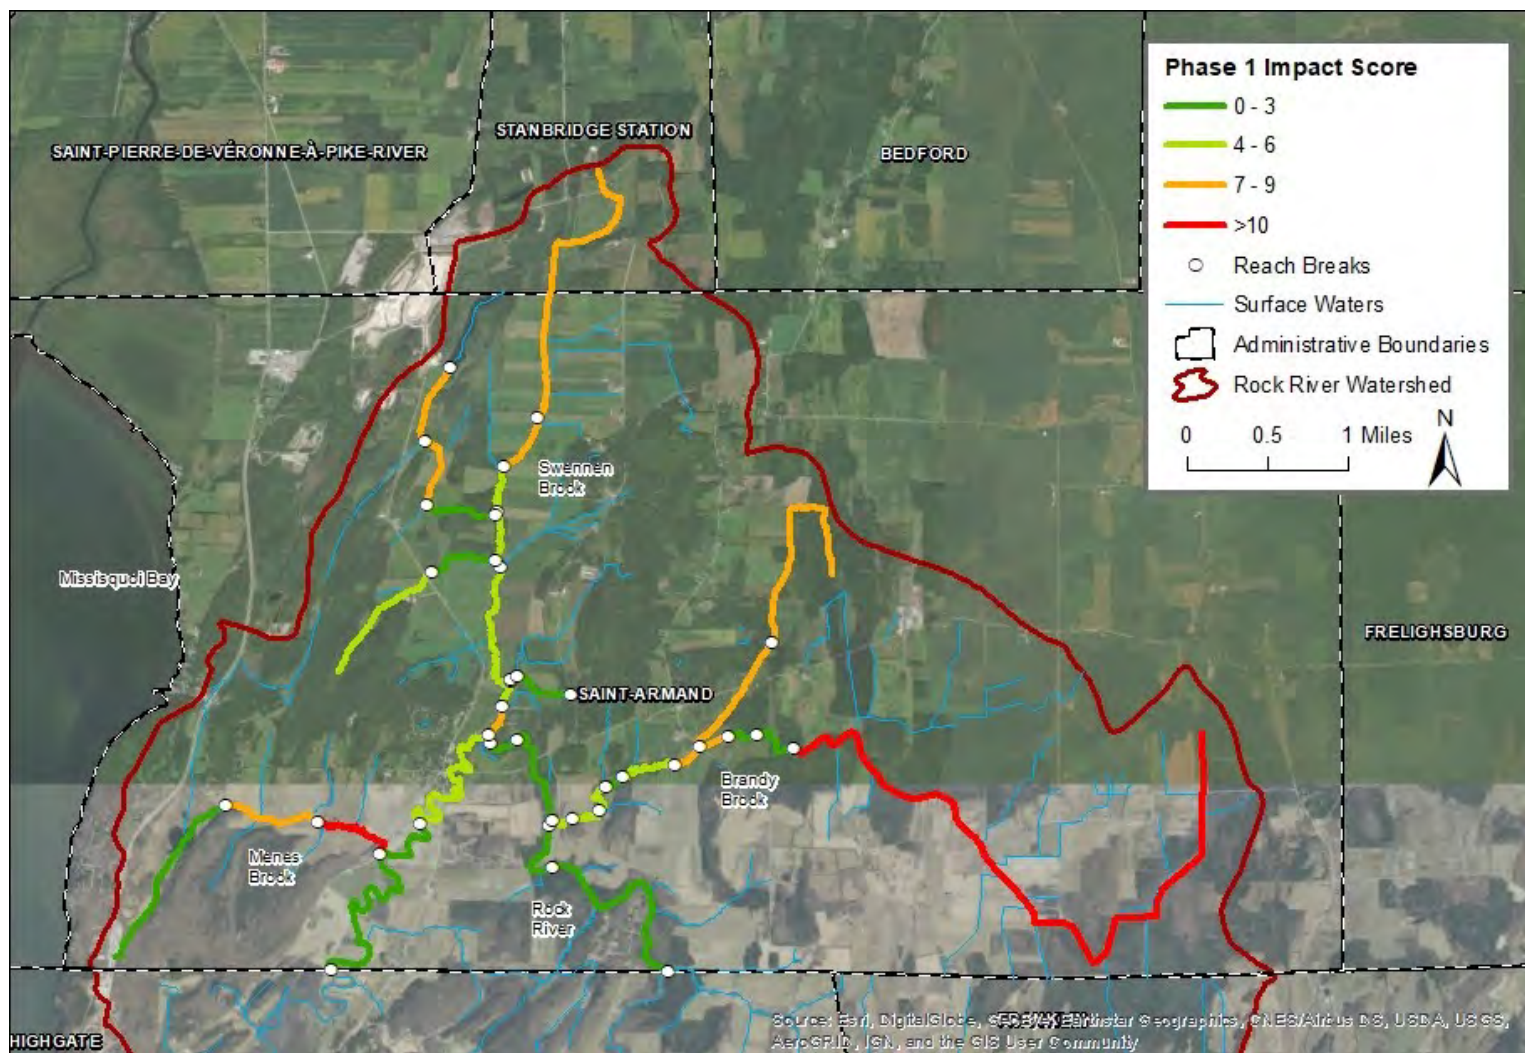 Phase 1 Impact Score
0 - 3
4 - 6
7 - 9
>10
Reach Breaks
Surface Waters
Administrative Boundaries
Rock River Watershed
0 0.5 1 Miles
N
STANBRIDGE STATION
SAINT-PIERRE-DE-VÉRONNE-À-PIKE-RIVER
BEDFORD
Swennen
Brook
Missisquoi Bay
FRELIGHSBURG
SAINT-ARMAND
Brandy
Brook
Menes
Brook
Rock
River
HIGHGATE
Source: Esri, DigitalGlobe, Earthstar Geographics, CNES/Airbus DS, USDA, USGS,
AeroGRID, IGN, and the GIS User Community